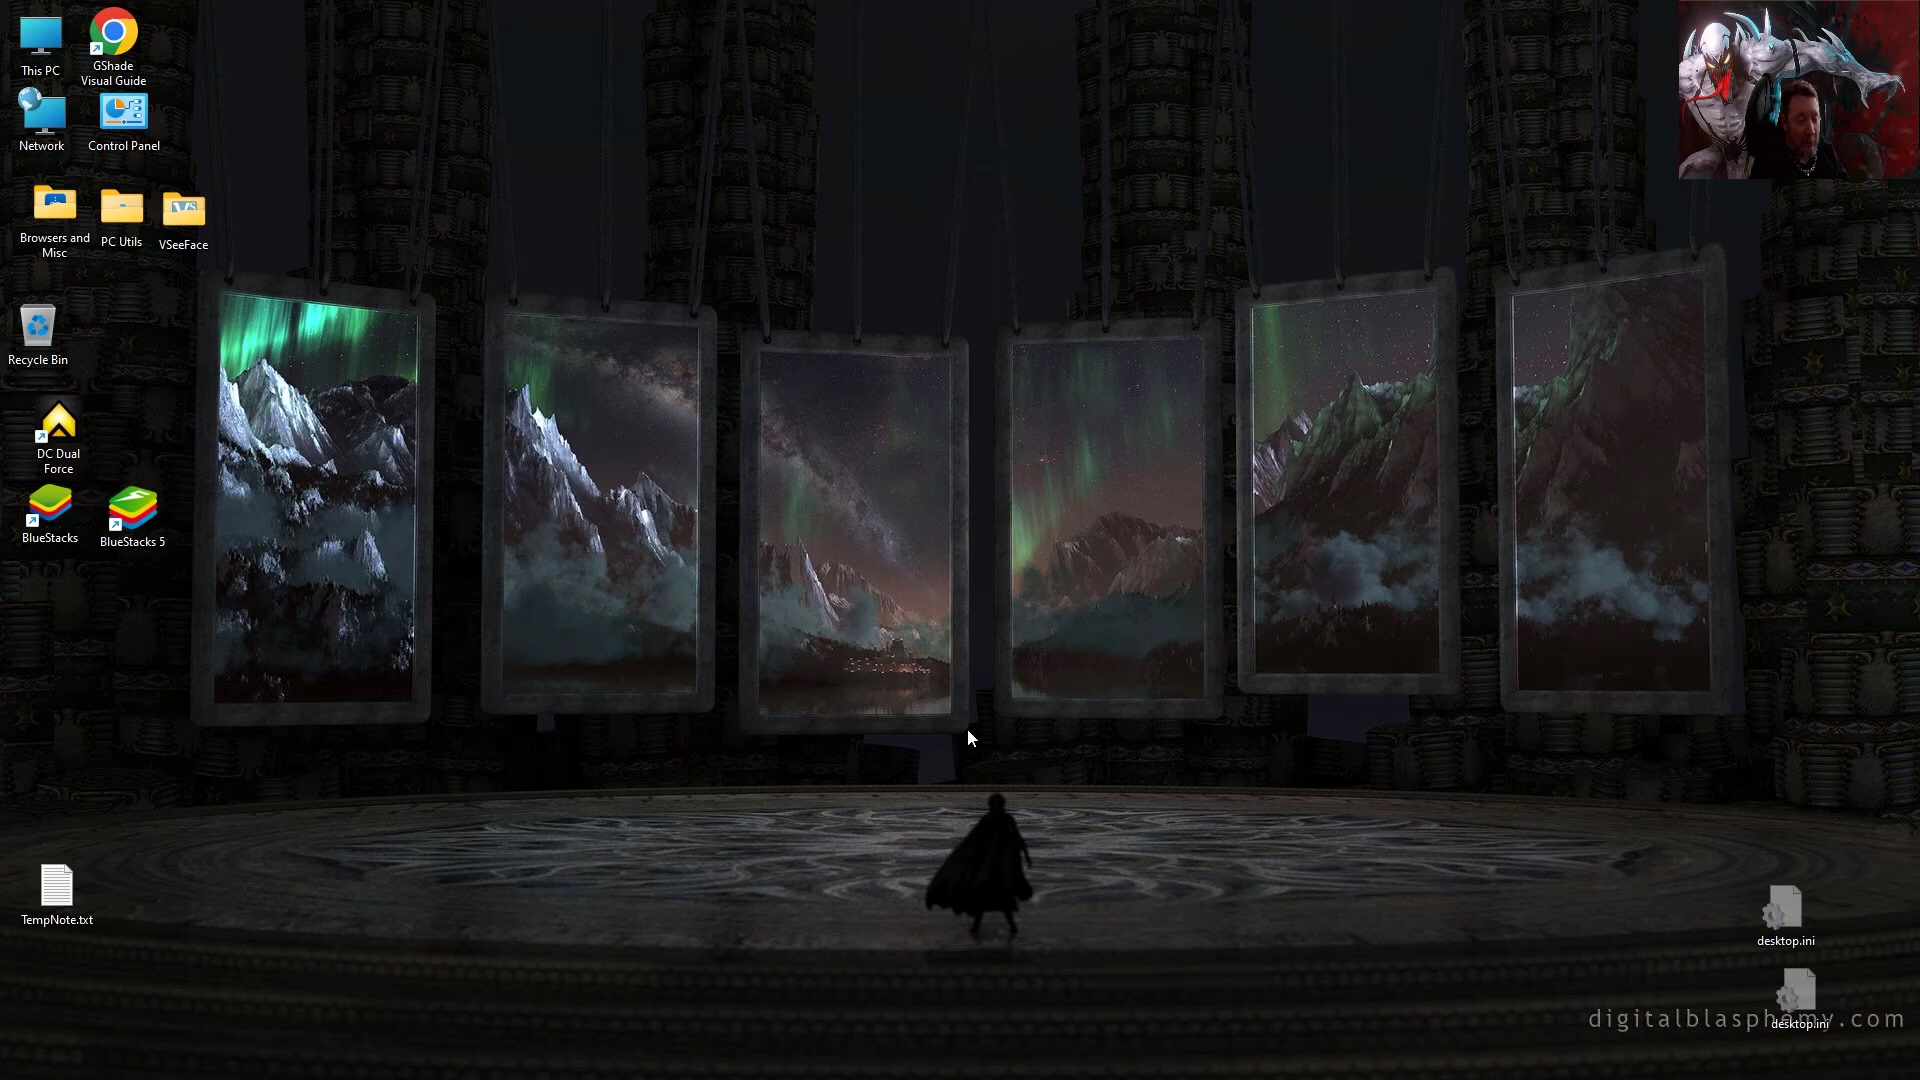 This PC
GShade
Visual Guide
Network
Control Panel
Browsers and
Misc
PC Utils
VSeeFace
Recycle Bin
DC Dual
Force
BlueStacks
BlueStacks 5
TempNote.txt
desktop.ini
digitalblasphemy.com
desktop.ini